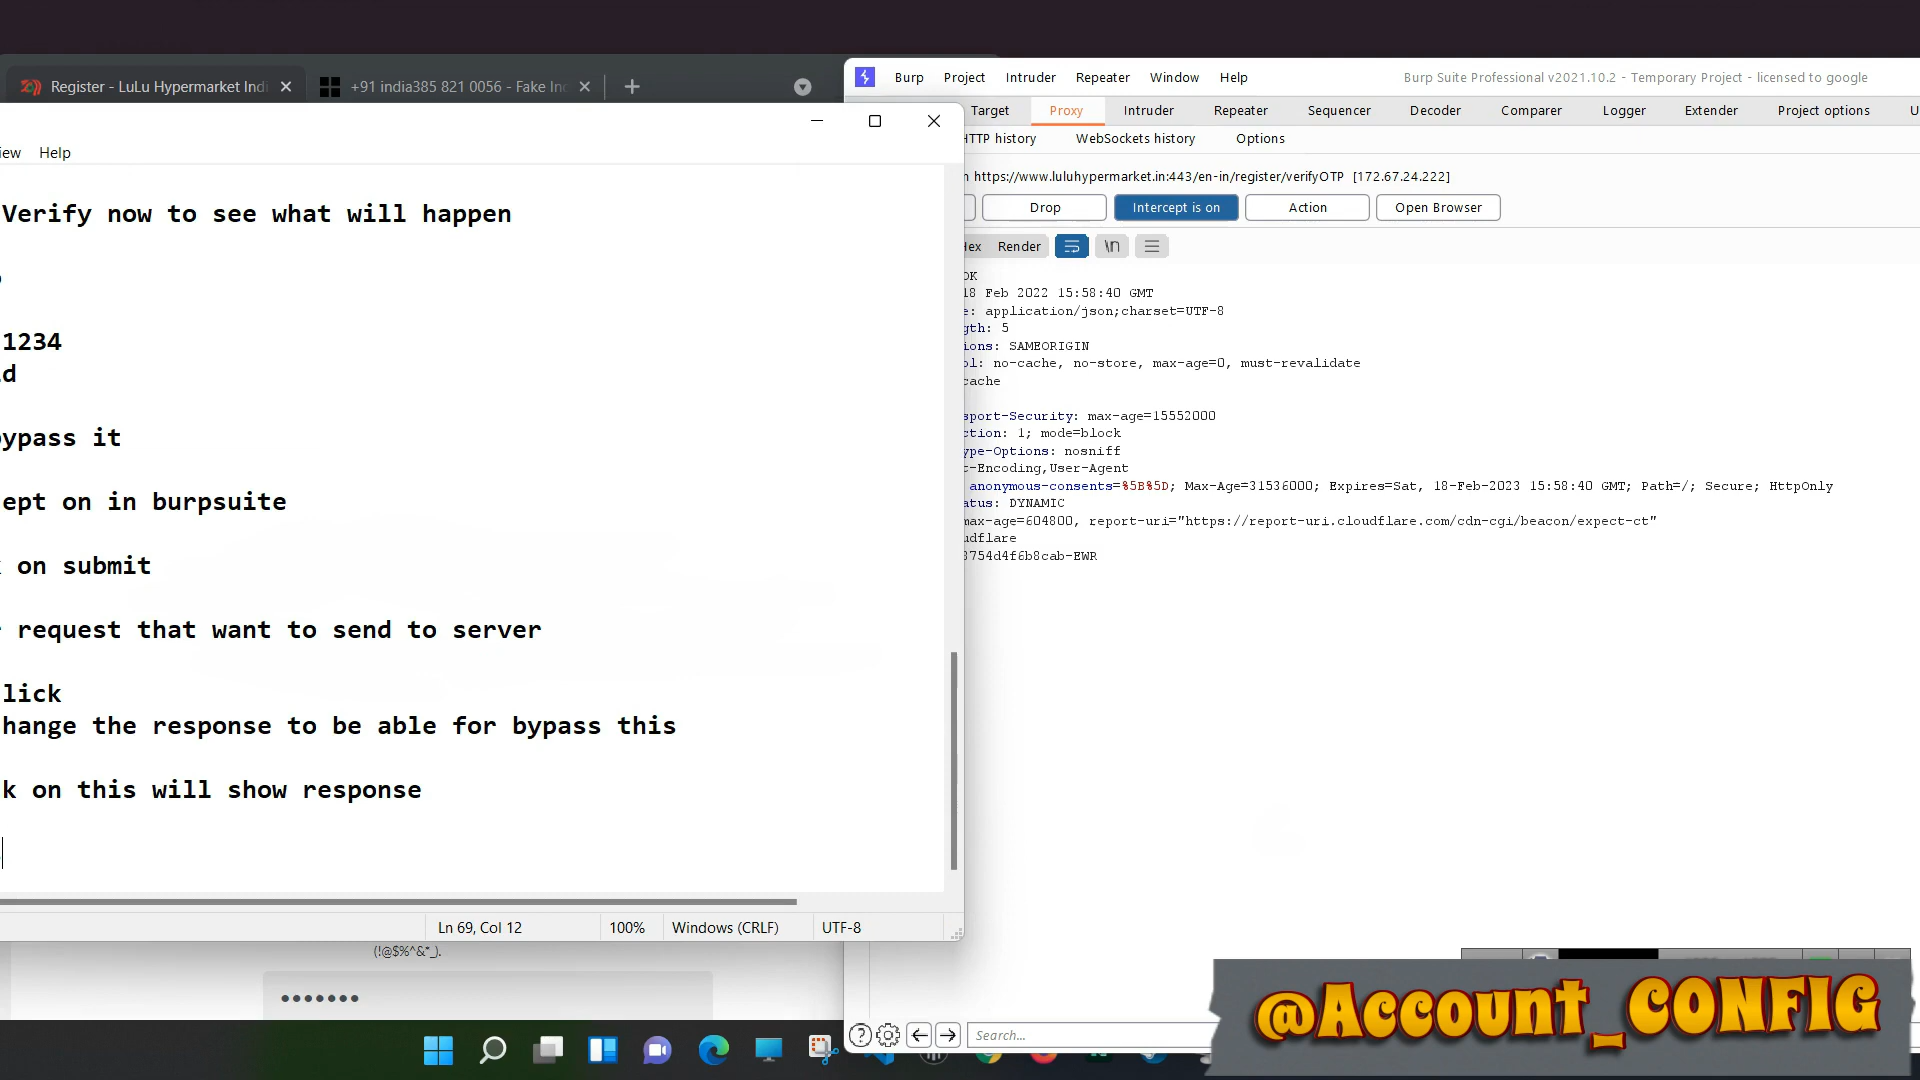 Register - LuLu Hypermarket Indi
+91 india385 821 0056 - Fake Inc
Burp Project Intruder Repeater Window Help
Burp Suite Professional v2021.10.2 - Temporary Project - licensed to google
Target Proxy Intruder Repeater Sequencer Decoder Comparer Logger Extender Project options U
HTTP history WebSockets history Options
n https://www.luluhypermarket.in:443/en-in/register/verifyOTP [172.67.24.222]
Drop Intercept is on Action Open Browser
Hex Render \n
OK
18 Feb 2022 15:58:40 GMT
e: application/json;charset=UTF-8
gth: 5
ions: SAMEORIGIN
ol: no-cache, no-store, max-age=0, must-revalidate
cache
sport-Security: max-age=15552000
ction: 1; mode=block
ype-Options: nosniff
t-Encoding,User-Agent
anonymous-consents=%5B%5D; Max-Age=31536000; Expires=Sat, 18-Feb-2023 15:58:40 GMT; Path=/; Secure; HttpOnly
atus: DYNAMIC
max-age=604800, report-uri="https://report-uri.cloudflare.com/cdn-cgi/beacon/expect-ct"
udflare
8754d4f6b8cab-EWR
Search...
iew Help
Verify now to see what will happen
1234
d
bypass it
ept on in burpsuite
on submit
request that want to send to server
lick
hange the response to be able for bypass this
k on this will show response
Ln 69, Col 12 100% Windows (CRLF) UTF-8
(!@$%^&*_).
@Account_CONFIG